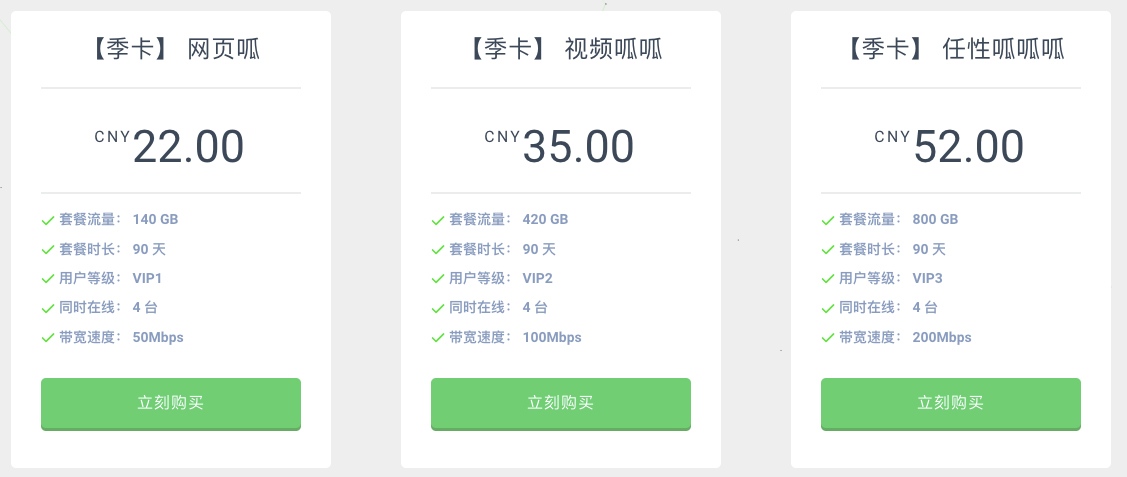 【季卡】 网页呱
CNY22.00
套餐流量： 140 GB
套餐时长： 90 天
用户等级： VIP1
同时在线： 4 台
带宽速度： 50Mbps
立刻购买
【季卡】 视频呱呱
CNY35.00
套餐流量： 420 GB
套餐时长： 90 天
用户等级： VIP2
同时在线： 4 台
带宽速度： 100Mbps
立刻购买
【季卡】 任性呱呱呱
CNY52.00
套餐流量： 800 GB
套餐时长： 90 天
用户等级： VIP3
同时在线： 4 台
带宽速度： 200Mbps
立刻购买